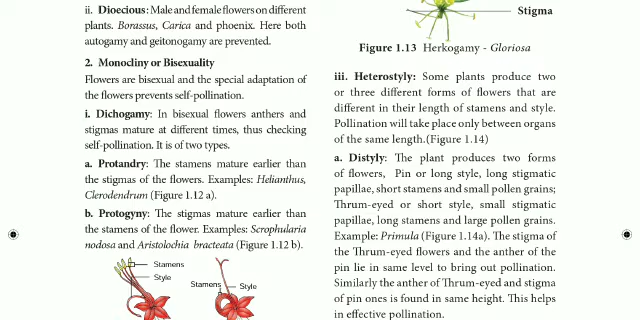 ii. Dioecious: Male and female flowers on different
plants. Borassus, Carica and phoenix. Here both
autogamy and geitonogamy are prevented.
2. Monocliny or Bisexuality
Flowers are bisexual and the special adaptation of
the flowers prevents self-pollination.
i. Dichogamy: In bisexual flowers anthers and
stigmas mature at different times, thus checking
self-pollination. It is of two types.
a. Protandry: The stamens mature earlier than
the stigmas of the flowers. Examples: Helianthus,
Clerodendrum (Figure 1.12 a).
b. Protogyny: The stigmas mature earlier than
the stamens of the flower. Examples: Scrophularia
nodosa and Aristolochia bracteata (Figure 1.12 b).
Stamens
Style
Stamens
Style
Stigma
Figure 1.13 Herkogamy - Gloriosa
iii. Heterostyly: Some plants produce two
or three different forms of flowers that are
different in their length of stamens and style.
Pollination will take place only between organs
of the same length.(Figure 1.14)
a. Distyly: The plant produces two forms
of flowers, Pin or long style, long stigmatic
papillae, short stamens and small pollen grains;
Thrum-eyed or short style, small stigmatic
papillae, long stamens and large pollen grains.
Example: Primula (Figure 1.14a). The stigma of
the Thrum-eyed flowers and the anther of the
pin lie in same level to bring out pollination.
Similarly the anther of Thrum-eyed and stigma
of pin ones is found in same height. This helps
in effective pollination.